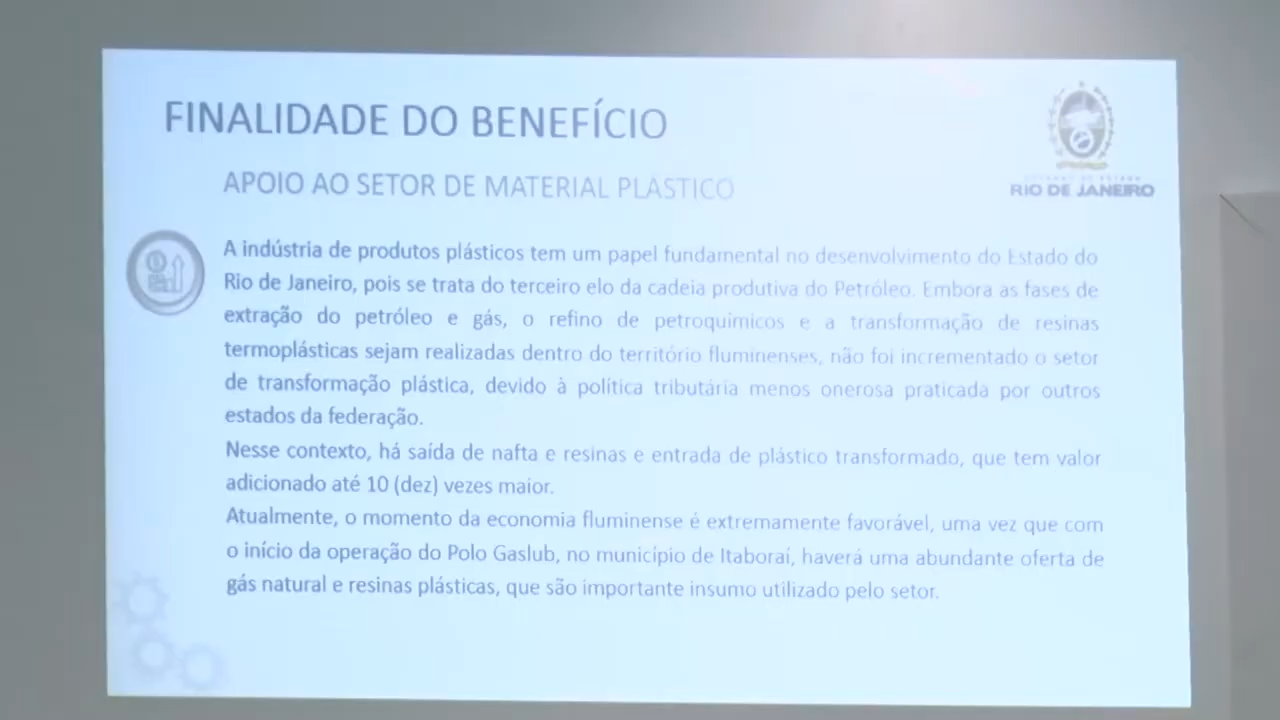 FINALIDADE DO BENEFÍCIO
APOIO AO SETOR DE MATERIAL PLÁSTICO
RIO DE JANEIRO
A indústria de produtos plásticos tem um papel fundamental no desenvolvimento do Estado do
Rio de Janeiro, pois se trata do terceiro elo da cadeia produtiva do Petróleo. Embora as fases de
extração do petróleo e gás, o refino de petroquímicos e a transformação de resinas
termoplásticas sejam realizadas dentro do território fluminenses, não foi incrementado o setor
de transformação plástica, devido à política tributária menos onerosa praticada por outros
estados da federação.
Nesse contexto, há saída de nafta e resinas e entrada de plástico transformado, que tem valor
adicionado até 10 (dez) vezes maior.
Atualmente, o momento da economia fluminense é extremamente favorável, uma vez que com
o início da operação do Polo Gaslub, no município de Itaboraí, haverá uma abundante oferta de
gás natural e resinas plásticas, que são importante insumo utilizado pelo setor.